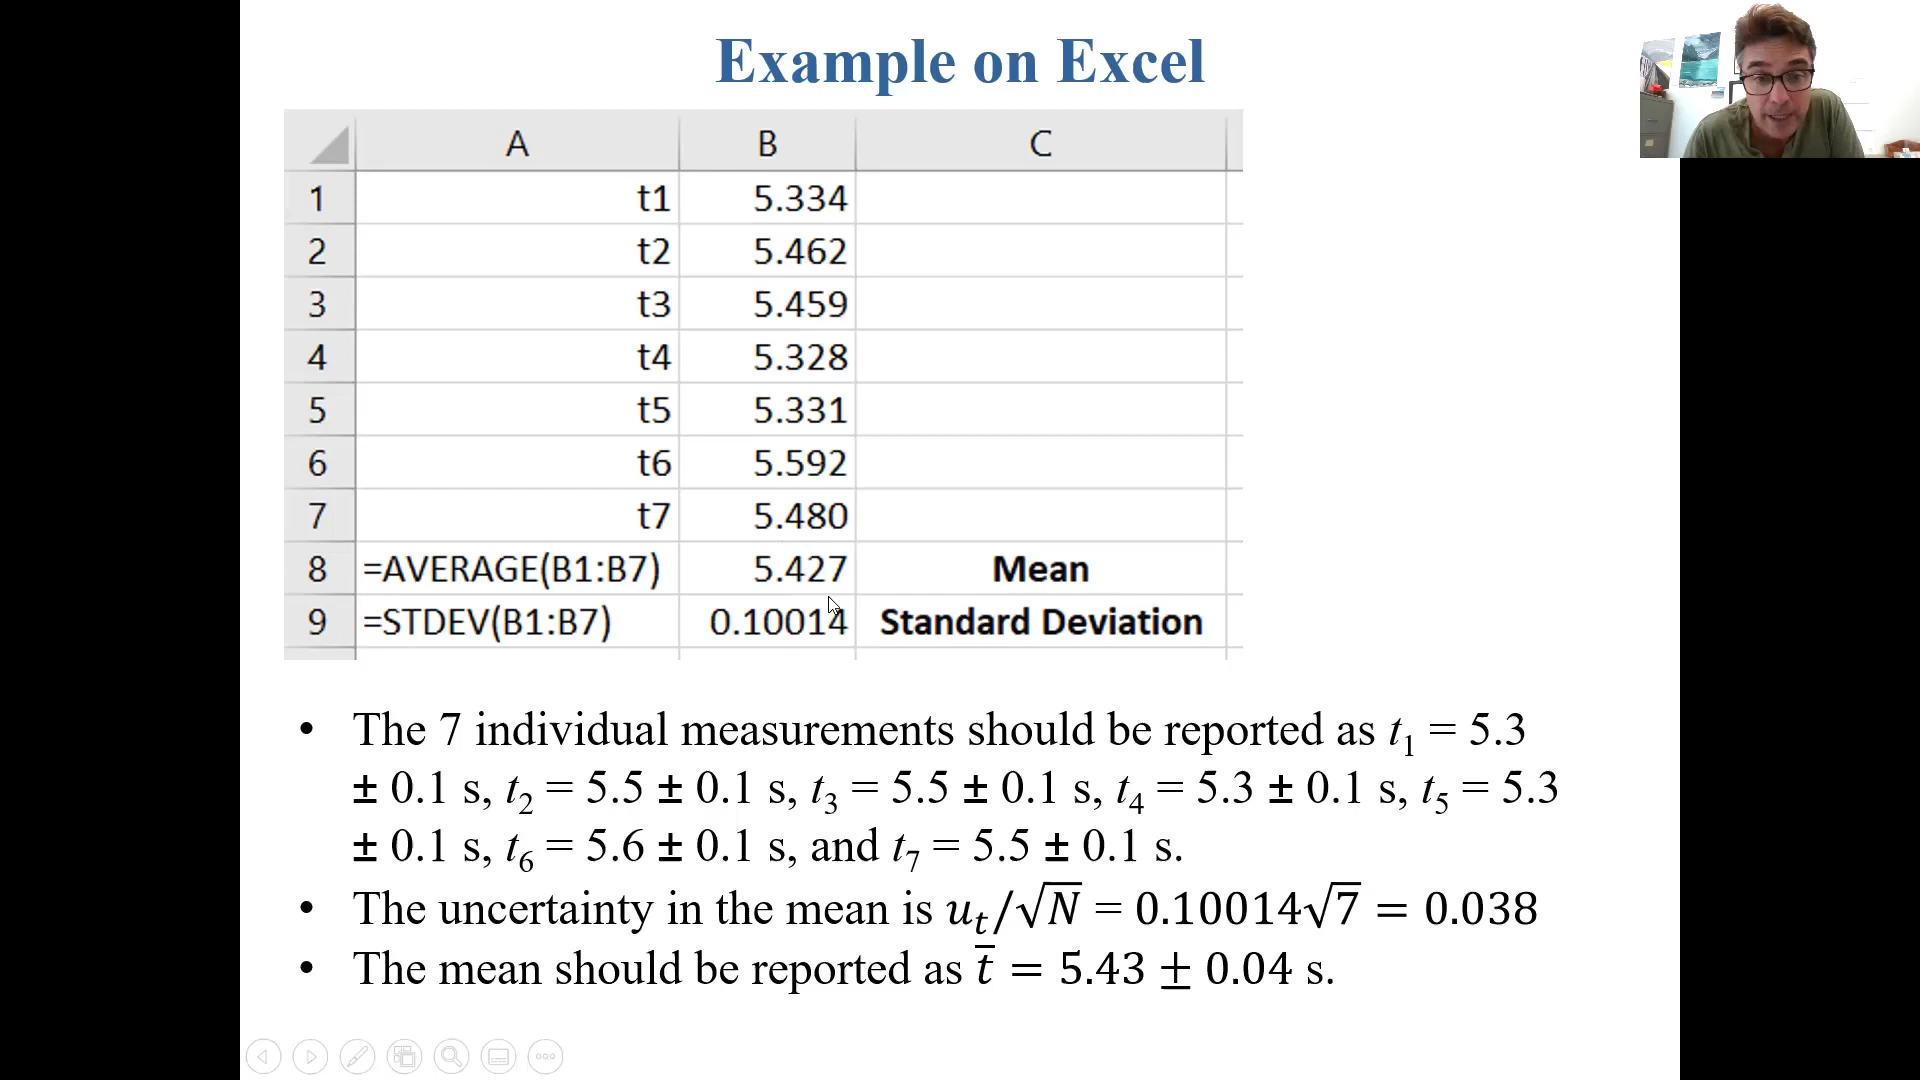 Example on Excel
A B C
1 t1 5.334
2 t2 5.462
3 t3 5.459
4 t4 5.328
5 t5 5.331
6 t6 5.592
7 t7 5.480
8 =AVERAGE(B1:B7) 5.427 Mean
9 =STDEV(B1:B7) 0.10014 Standard Deviation
• The 7 individual measurements should be reported as t₁ = 5.3
± 0.1 s, t₂ = 5.5 ± 0.1 s, t₃ = 5.5 ± 0.1 s, t₄ = 5.3 ± 0.1 s, t₅ = 5.3
± 0.1 s, t₆ = 5.6 ± 0.1 s, and t₇ = 5.5 ± 0.1 s.
• The uncertainty in the mean is uₜ/√N = 0.10014√7 = 0.038
• The mean should be reported as t̅ = 5.43 ± 0.04 s.